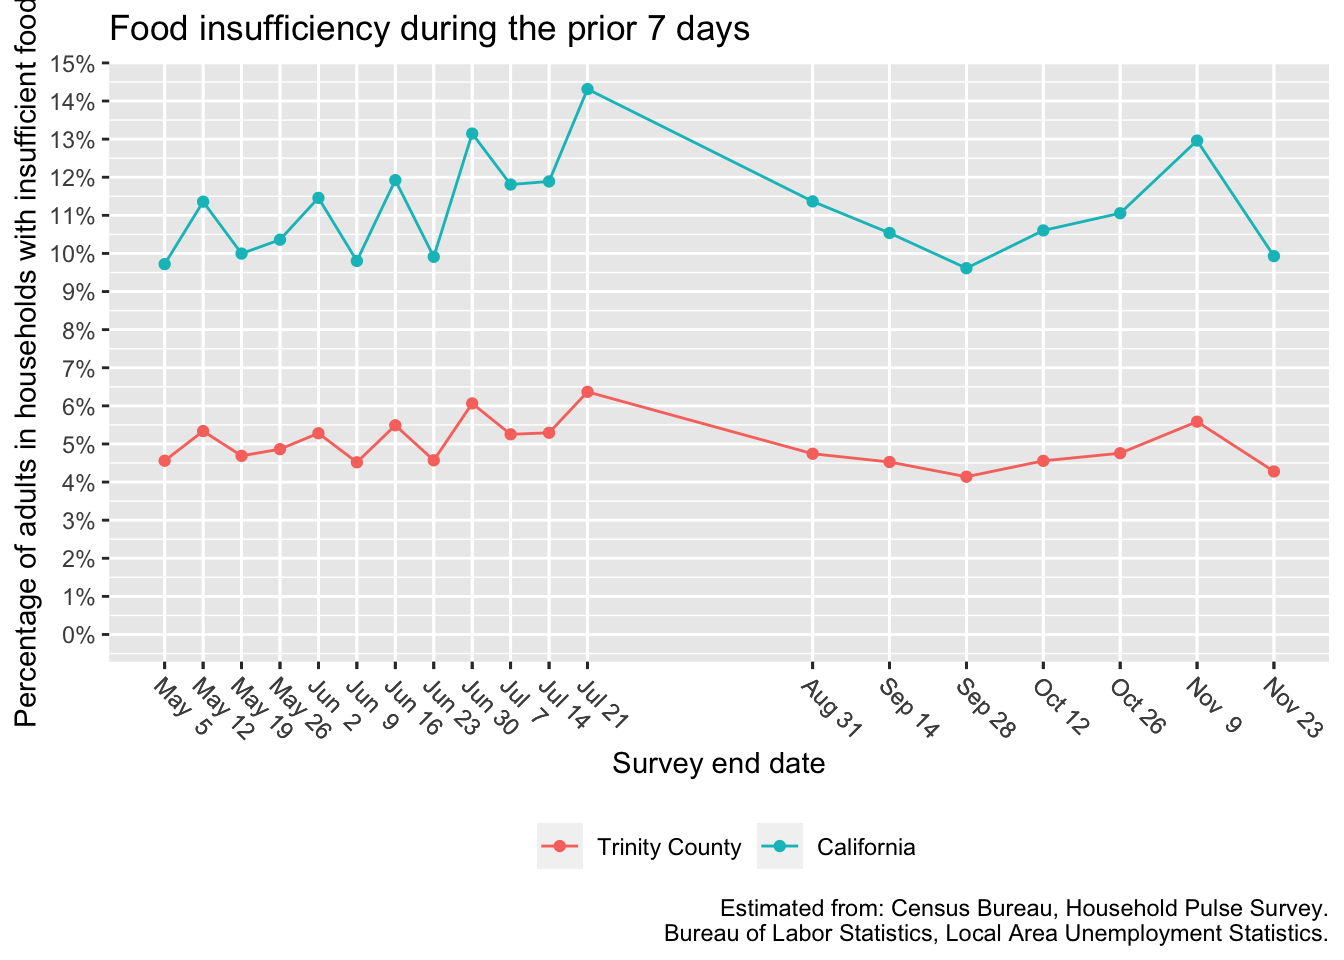 Food insufficiency during the prior 7 days
Percentage of adults in households with insufficient food
15%
14%
13%
12%
11%
10%
9%
8%
7%
6%
5%
4%
3%
2%
1%
0%
May 5
May 12
May 19
May 26
Jun 2
Jun 9
Jun 16
Jun 23
Jun 30
Jul 7
Jul 14
Jul 21
Aug 31
Sep 14
Sep 28
Oct 12
Oct 26
Nov 9
Nov 23
Survey end date
Trinity County
California
Estimated from: Census Bureau, Household Pulse Survey.
Bureau of Labor Statistics, Local Area Unemployment Statistics.